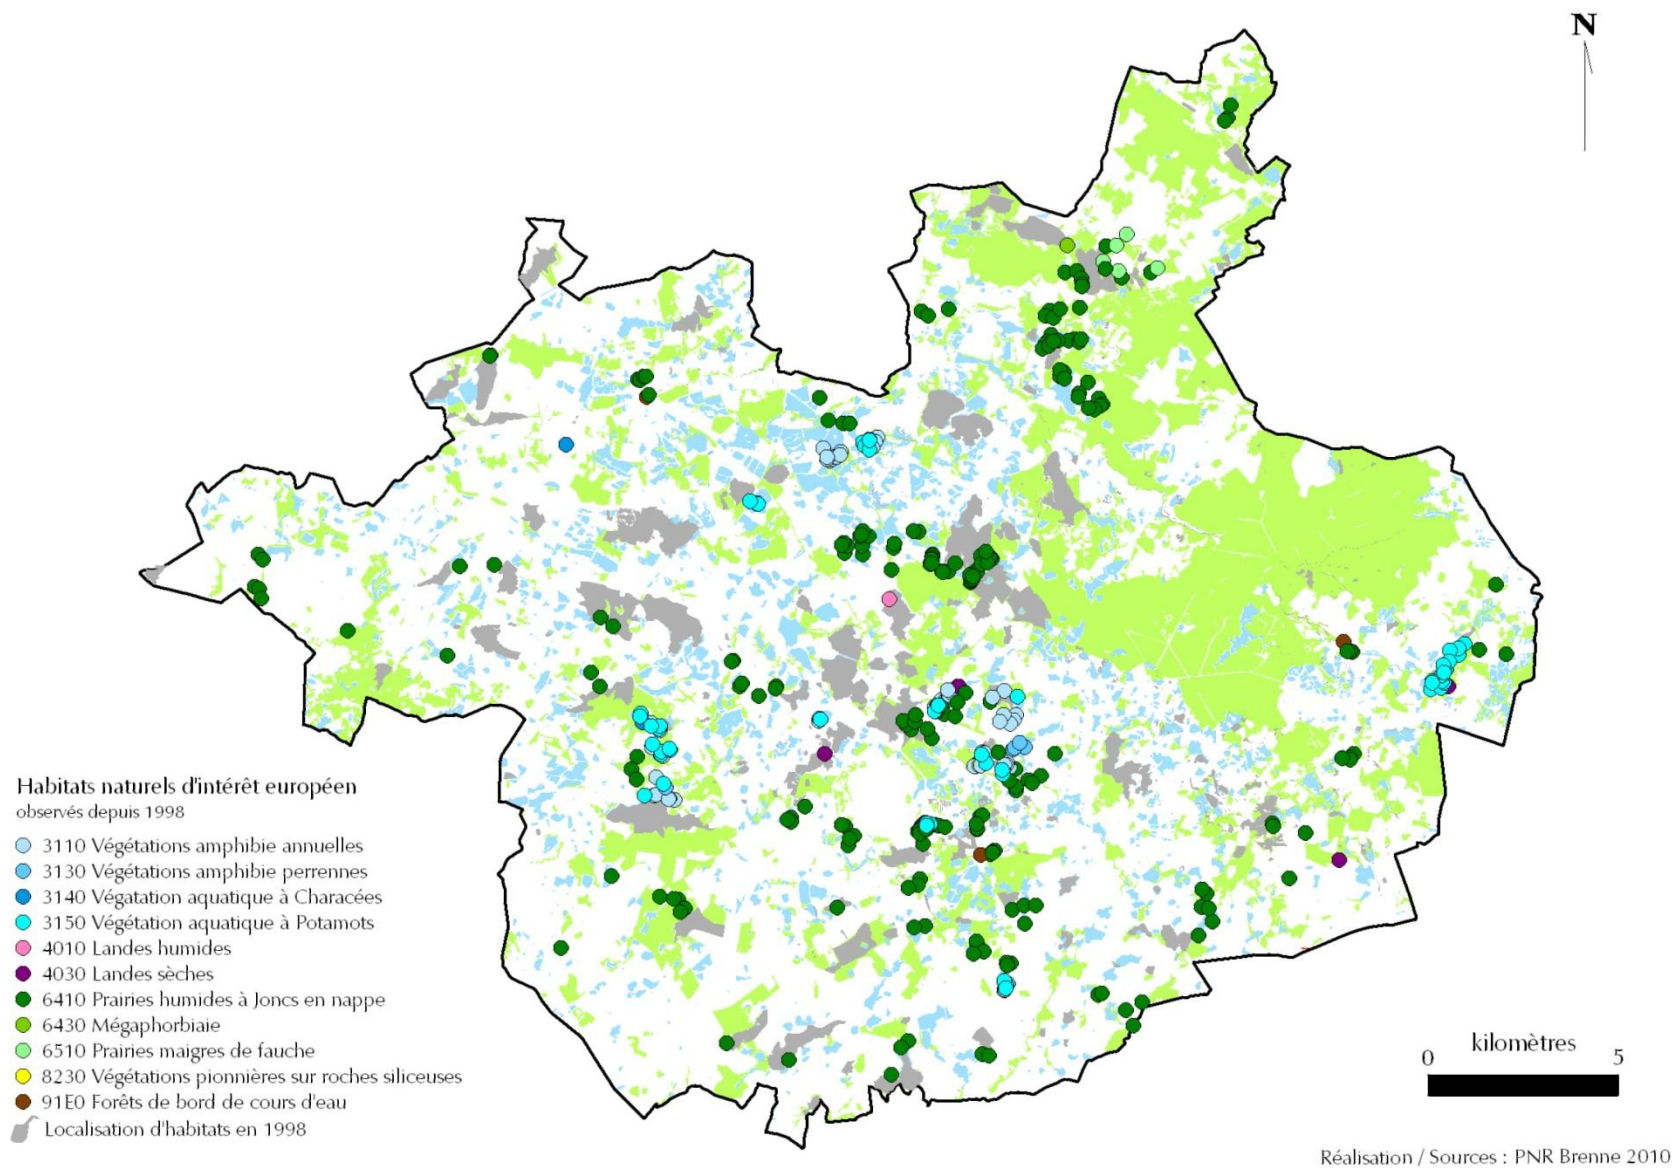 N
Habitats naturels d'intérêt européen
observés depuis 1998
3110 Végétations amphibie annuelles
3130 Végétations amphibie perrennes
3140 Végatation aquatique à Characées
3150 Végétation aquatique à Potamots
4010 Landes humides
4030 Landes sèches
6410 Prairies humides à Joncs en nappe
6430 Mégaphorbiaie
6510 Prairies maigres de fauche
8230 Végétations pionnières sur roches siliceuses
91E0 Forêts de bord de cours d'eau
Localisation d'habitats en 1998
kilomètres
0 5
Réalisation / Sources : PNR Brenne 2010